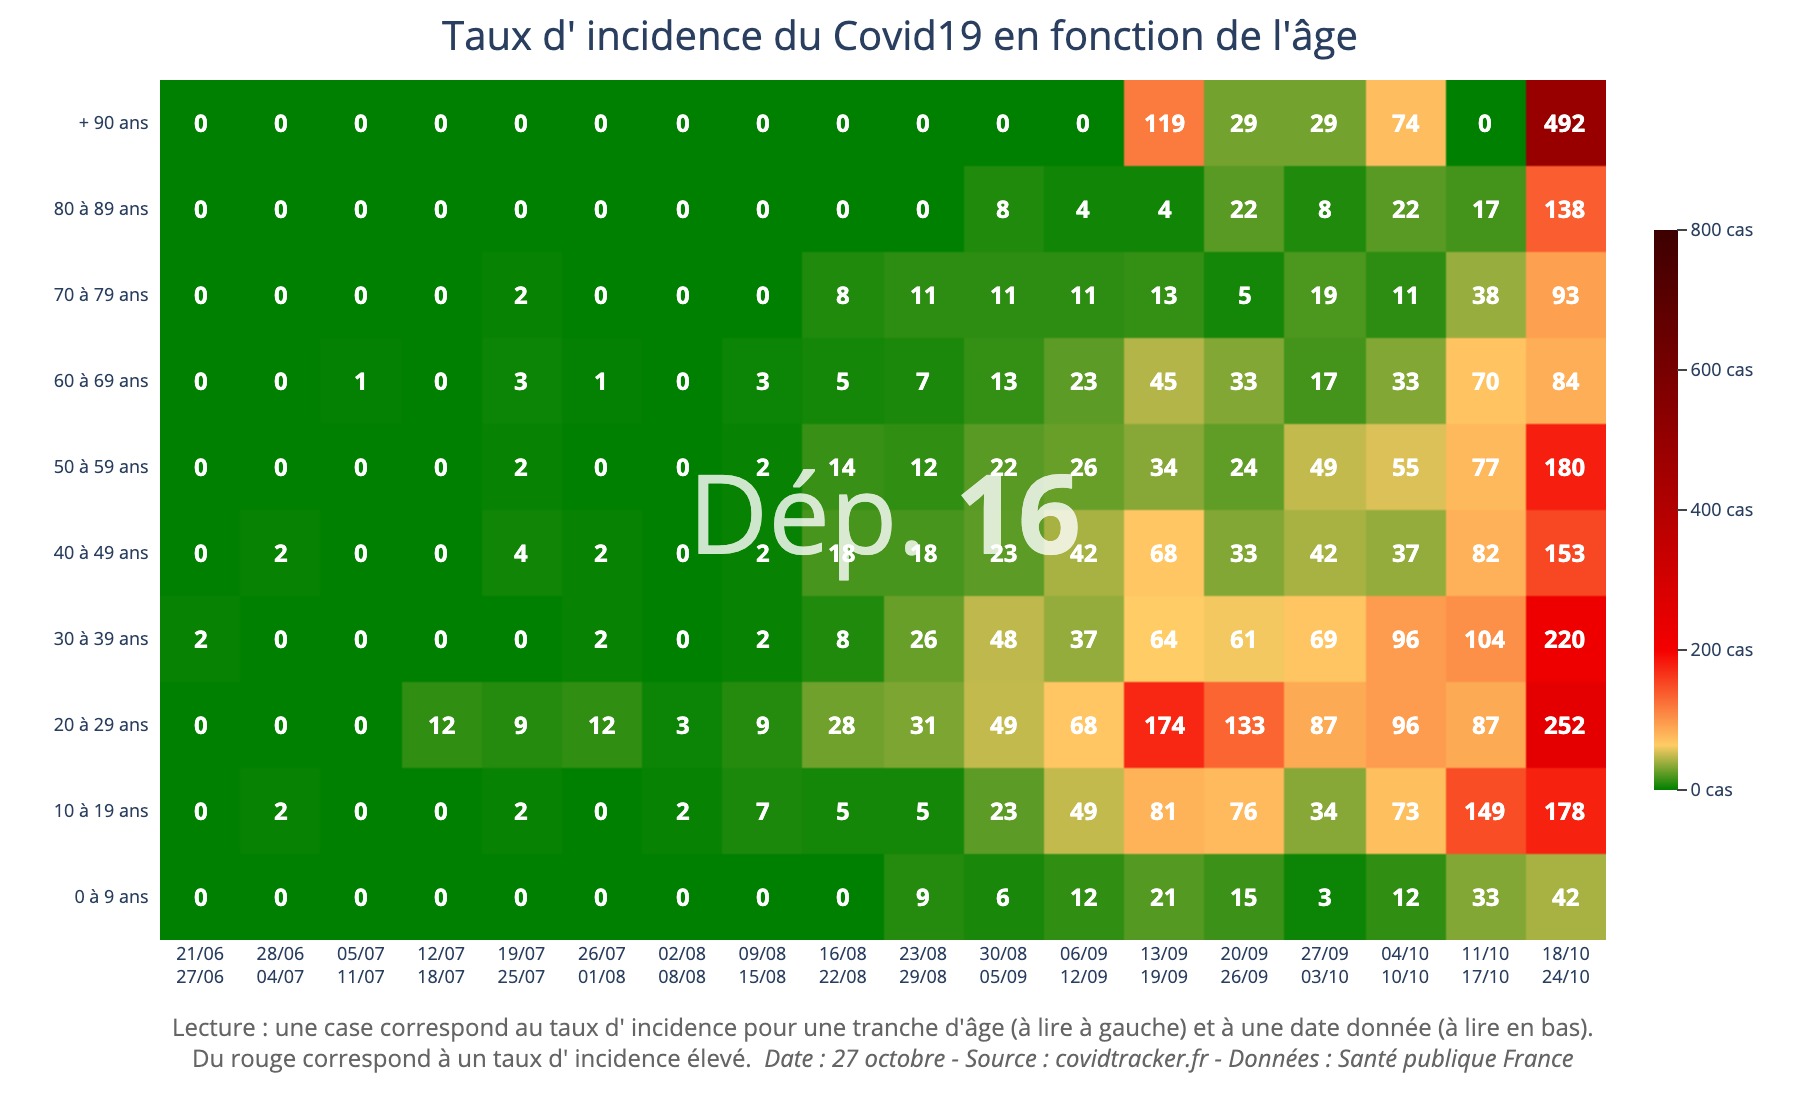 Taux d' incidence du Covid19 en fonction de l'âge
+ 90 ans 0 0 0 0 0 0 0 0 0 0 0 0 119 29 29 74 0 492
80 à 89 ans 0 0 0 0 0 0 0 0 0 0 8 4 4 22 8 22 17 138
70 à 79 ans 0 0 0 0 2 0 0 0 8 11 11 11 13 5 19 11 38 93
60 à 69 ans 0 0 1 0 3 1 0 3 5 7 13 23 45 33 17 33 70 84
50 à 59 ans 0 0 0 0 2 0 0 2 14 12 22 26 34 24 49 55 77 180
Dép. 16
40 à 49 ans 0 2 0 0 4 2 0 2 18 18 23 42 68 33 42 37 82 153
30 à 39 ans 2 0 0 0 0 2 0 2 8 26 48 37 64 61 69 96 104 220
20 à 29 ans 0 0 0 12 9 12 3 9 28 31 49 68 174 133 87 96 87 252
10 à 19 ans 0 2 0 0 2 0 2 7 5 5 23 49 81 76 34 73 149 178
0 à 9 ans 0 0 0 0 0 0 0 0 0 9 6 12 21 15 3 12 33 42
21/06 28/06 05/07 12/07 19/07 26/07 02/08 09/08 16/08 23/08 30/08 06/09 13/09 20/09 27/09 04/10 11/10 18/10
27/06 04/07 11/07 18/07 25/07 01/08 08/08 15/08 22/08 29/08 05/09 12/09 19/09 26/09 03/10 10/10 17/10 24/10
800 cas
600 cas
400 cas
200 cas
0 cas
Lecture : une case correspond au taux d' incidence pour une tranche d'âge (à lire à gauche) et à une date donnée (à lire en bas).
Du rouge correspond à un taux d' incidence élevé. Date : 27 octobre - Source : covidtracker.fr - Données : Santé publique France